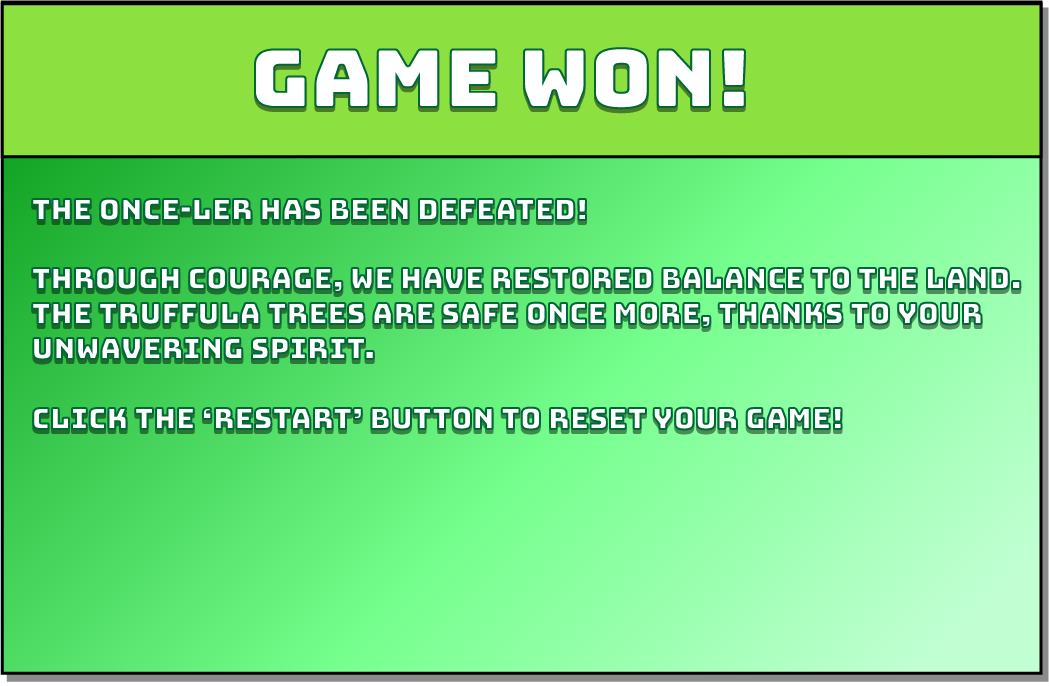 GAME WON!
THE ONCE-LER HAS BEEN DEFEATED!
THROUGH COURAGE, WE HAVE RESTORED BALANCE TO THE LAND.
THE TRUFFULA TREES ARE SAFE ONCE MORE, THANKS TO YOUR
UNWAVERING SPIRIT.
CLICK THE ‘RESTART’ BUTTON TO RESET YOUR GAME!